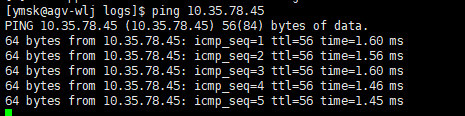 [ymsk@agv-wlj logs]$ ping 10.35.78.45
PING 10.35.78.45 (10.35.78.45) 56(84) bytes of data.
64 bytes from 10.35.78.45: icmp_seq=1 ttl=56 time=1.60 ms
64 bytes from 10.35.78.45: icmp_seq=2 ttl=56 time=1.56 ms
64 bytes from 10.35.78.45: icmp_seq=3 ttl=56 time=1.60 ms
64 bytes from 10.35.78.45: icmp_seq=4 ttl=56 time=1.46 ms
64 bytes from 10.35.78.45: icmp_seq=5 ttl=56 time=1.45 ms